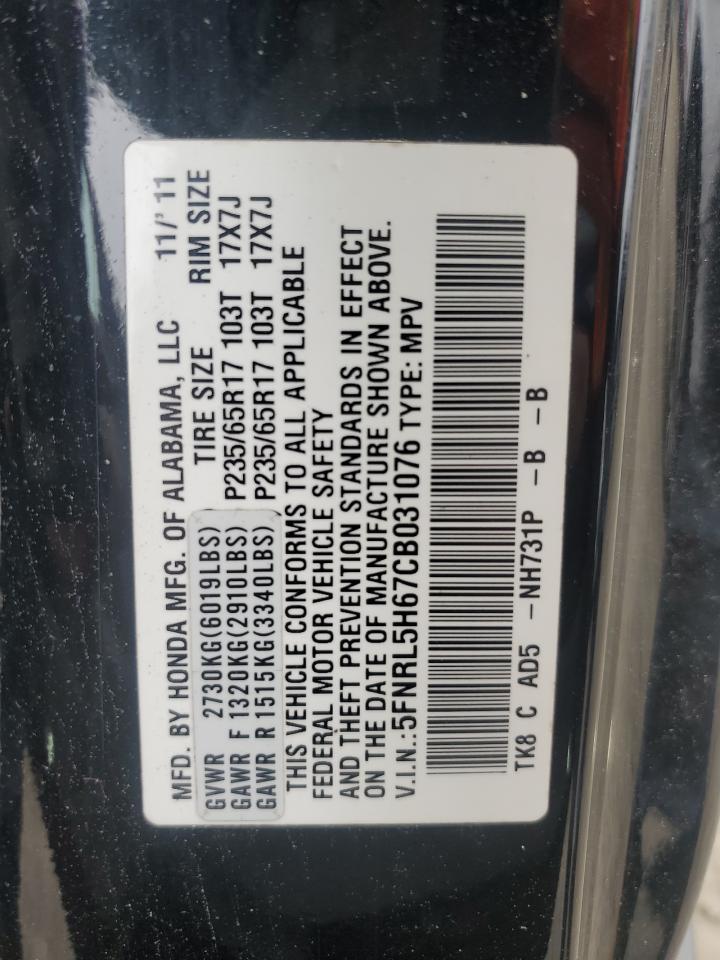 MFD. BY HONDA MFG. OF ALABAMA, LLC 11/' 11
TIRE SIZE RIM SIZE
GVWR 2730KG(6019LBS)
GAWR F 1320KG(2910LBS) P235/65R17 103T 17X7J
GAWR R 1515KG(3340LBS) P235/65R17 103T 17X7J
THIS VEHICLE CONFORMS TO ALL APPLICABLE
FEDERAL MOTOR VEHICLE SAFETY
AND THEFT PREVENTION STANDARDS IN EFFECT
ON THE DATE OF MANUFACTURE SHOWN ABOVE.
V.I.N.:5FNRL5H67CB031076 TYPE: MPV
TK8 C AD5 -NH731P -B -B